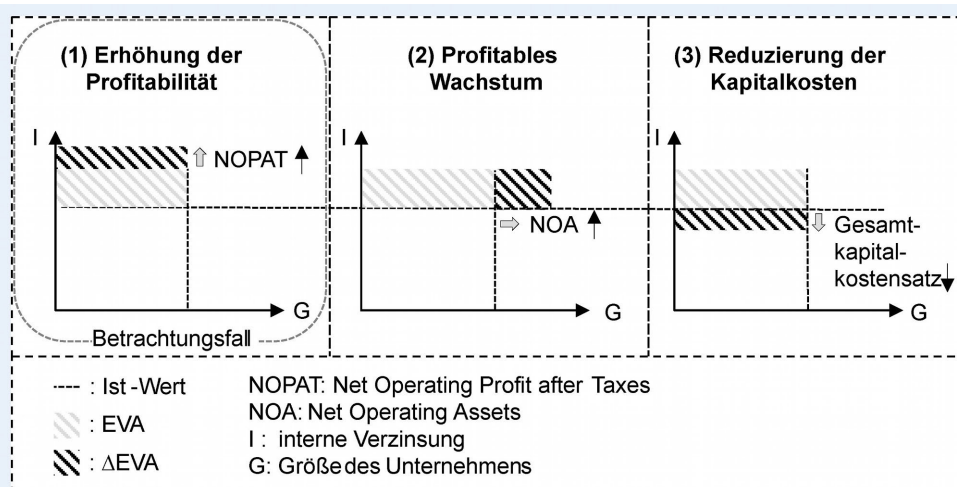 (1) Erhöhung der
Profitabilität
I
NOPAT
G
Betrachtungsfall
(2) Profitables
Wachstum
I
NOA
G
(3) Reduzierung der
Kapitalkosten
I
Gesamt-
kapital-
kostensatz
G
: Ist-Wert
: EVA
: ΔEVA
NOPAT: Net Operating Profit after Taxes
NOA: Net Operating Assets
I : interne Verzinsung
G: Größe des Unternehmens